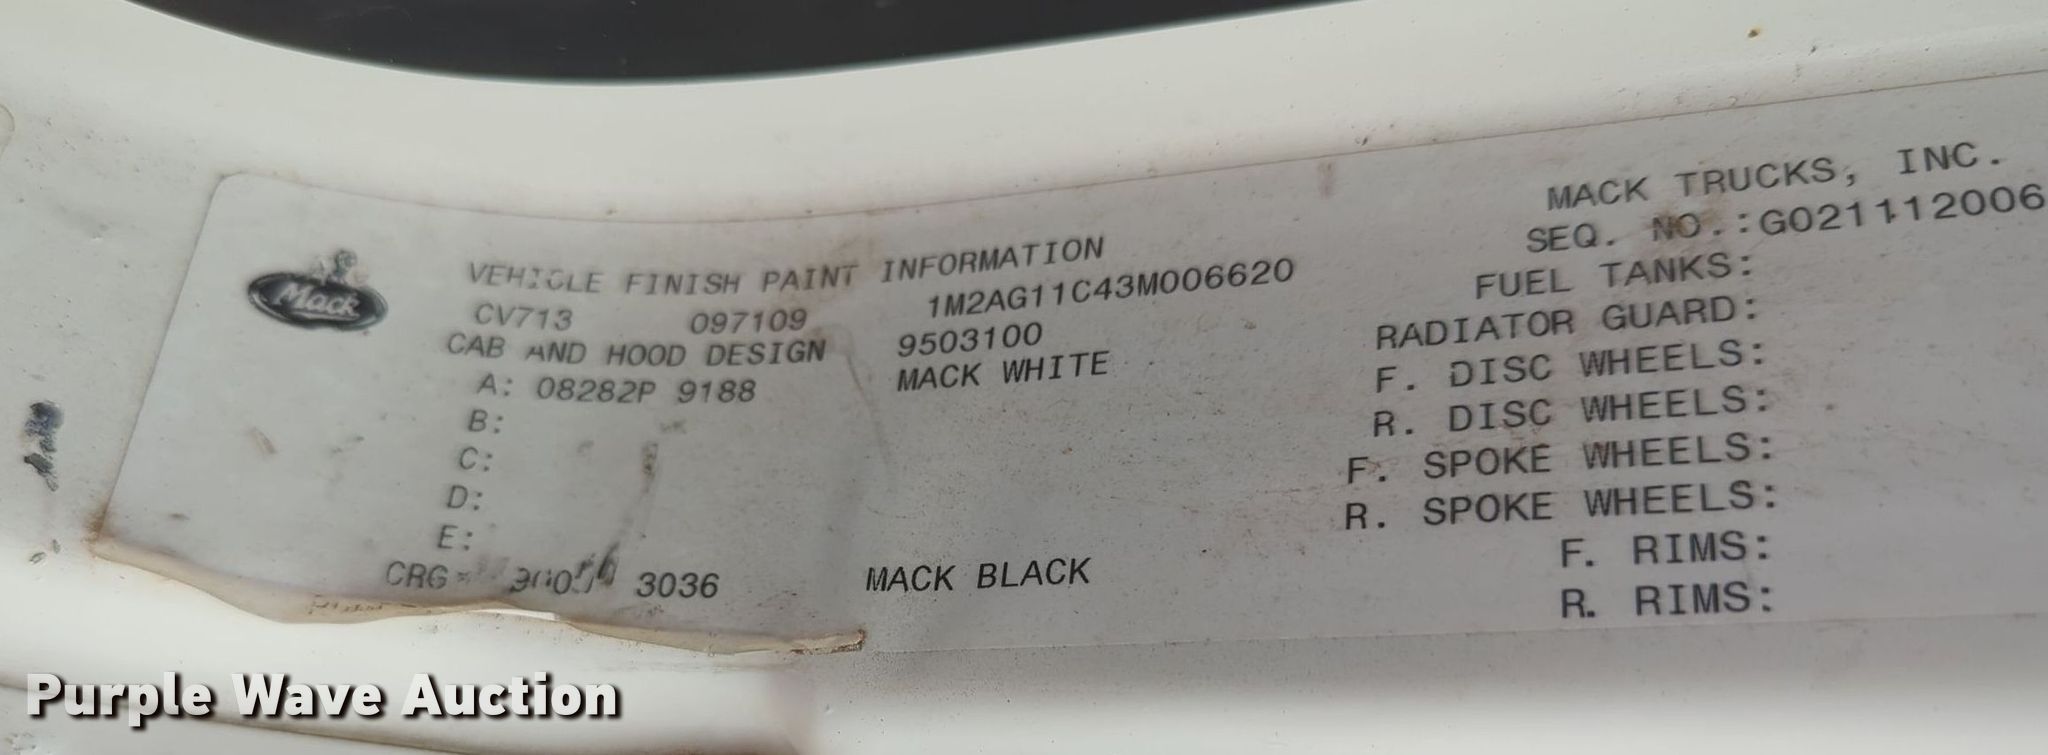 Mack
VEHICLE FINISH PAINT INFORMATION
CV713 097109 1M2AG11C43M006620
CAB AND HOOD DESIGN 9503100
A: 08282P 9188 MACK WHITE
B:
C:
D:
E:
CRG 3036 MACK BLACK
MACK TRUCKS, INC.
SEQ. NO.:G021112006
FUEL TANKS:
RADIATOR GUARD:
F. DISC WHEELS:
R. DISC WHEELS:
F. SPOKE WHEELS:
R. SPOKE WHEELS:
F. RIMS:
R. RIMS:
Purple Wave Auction